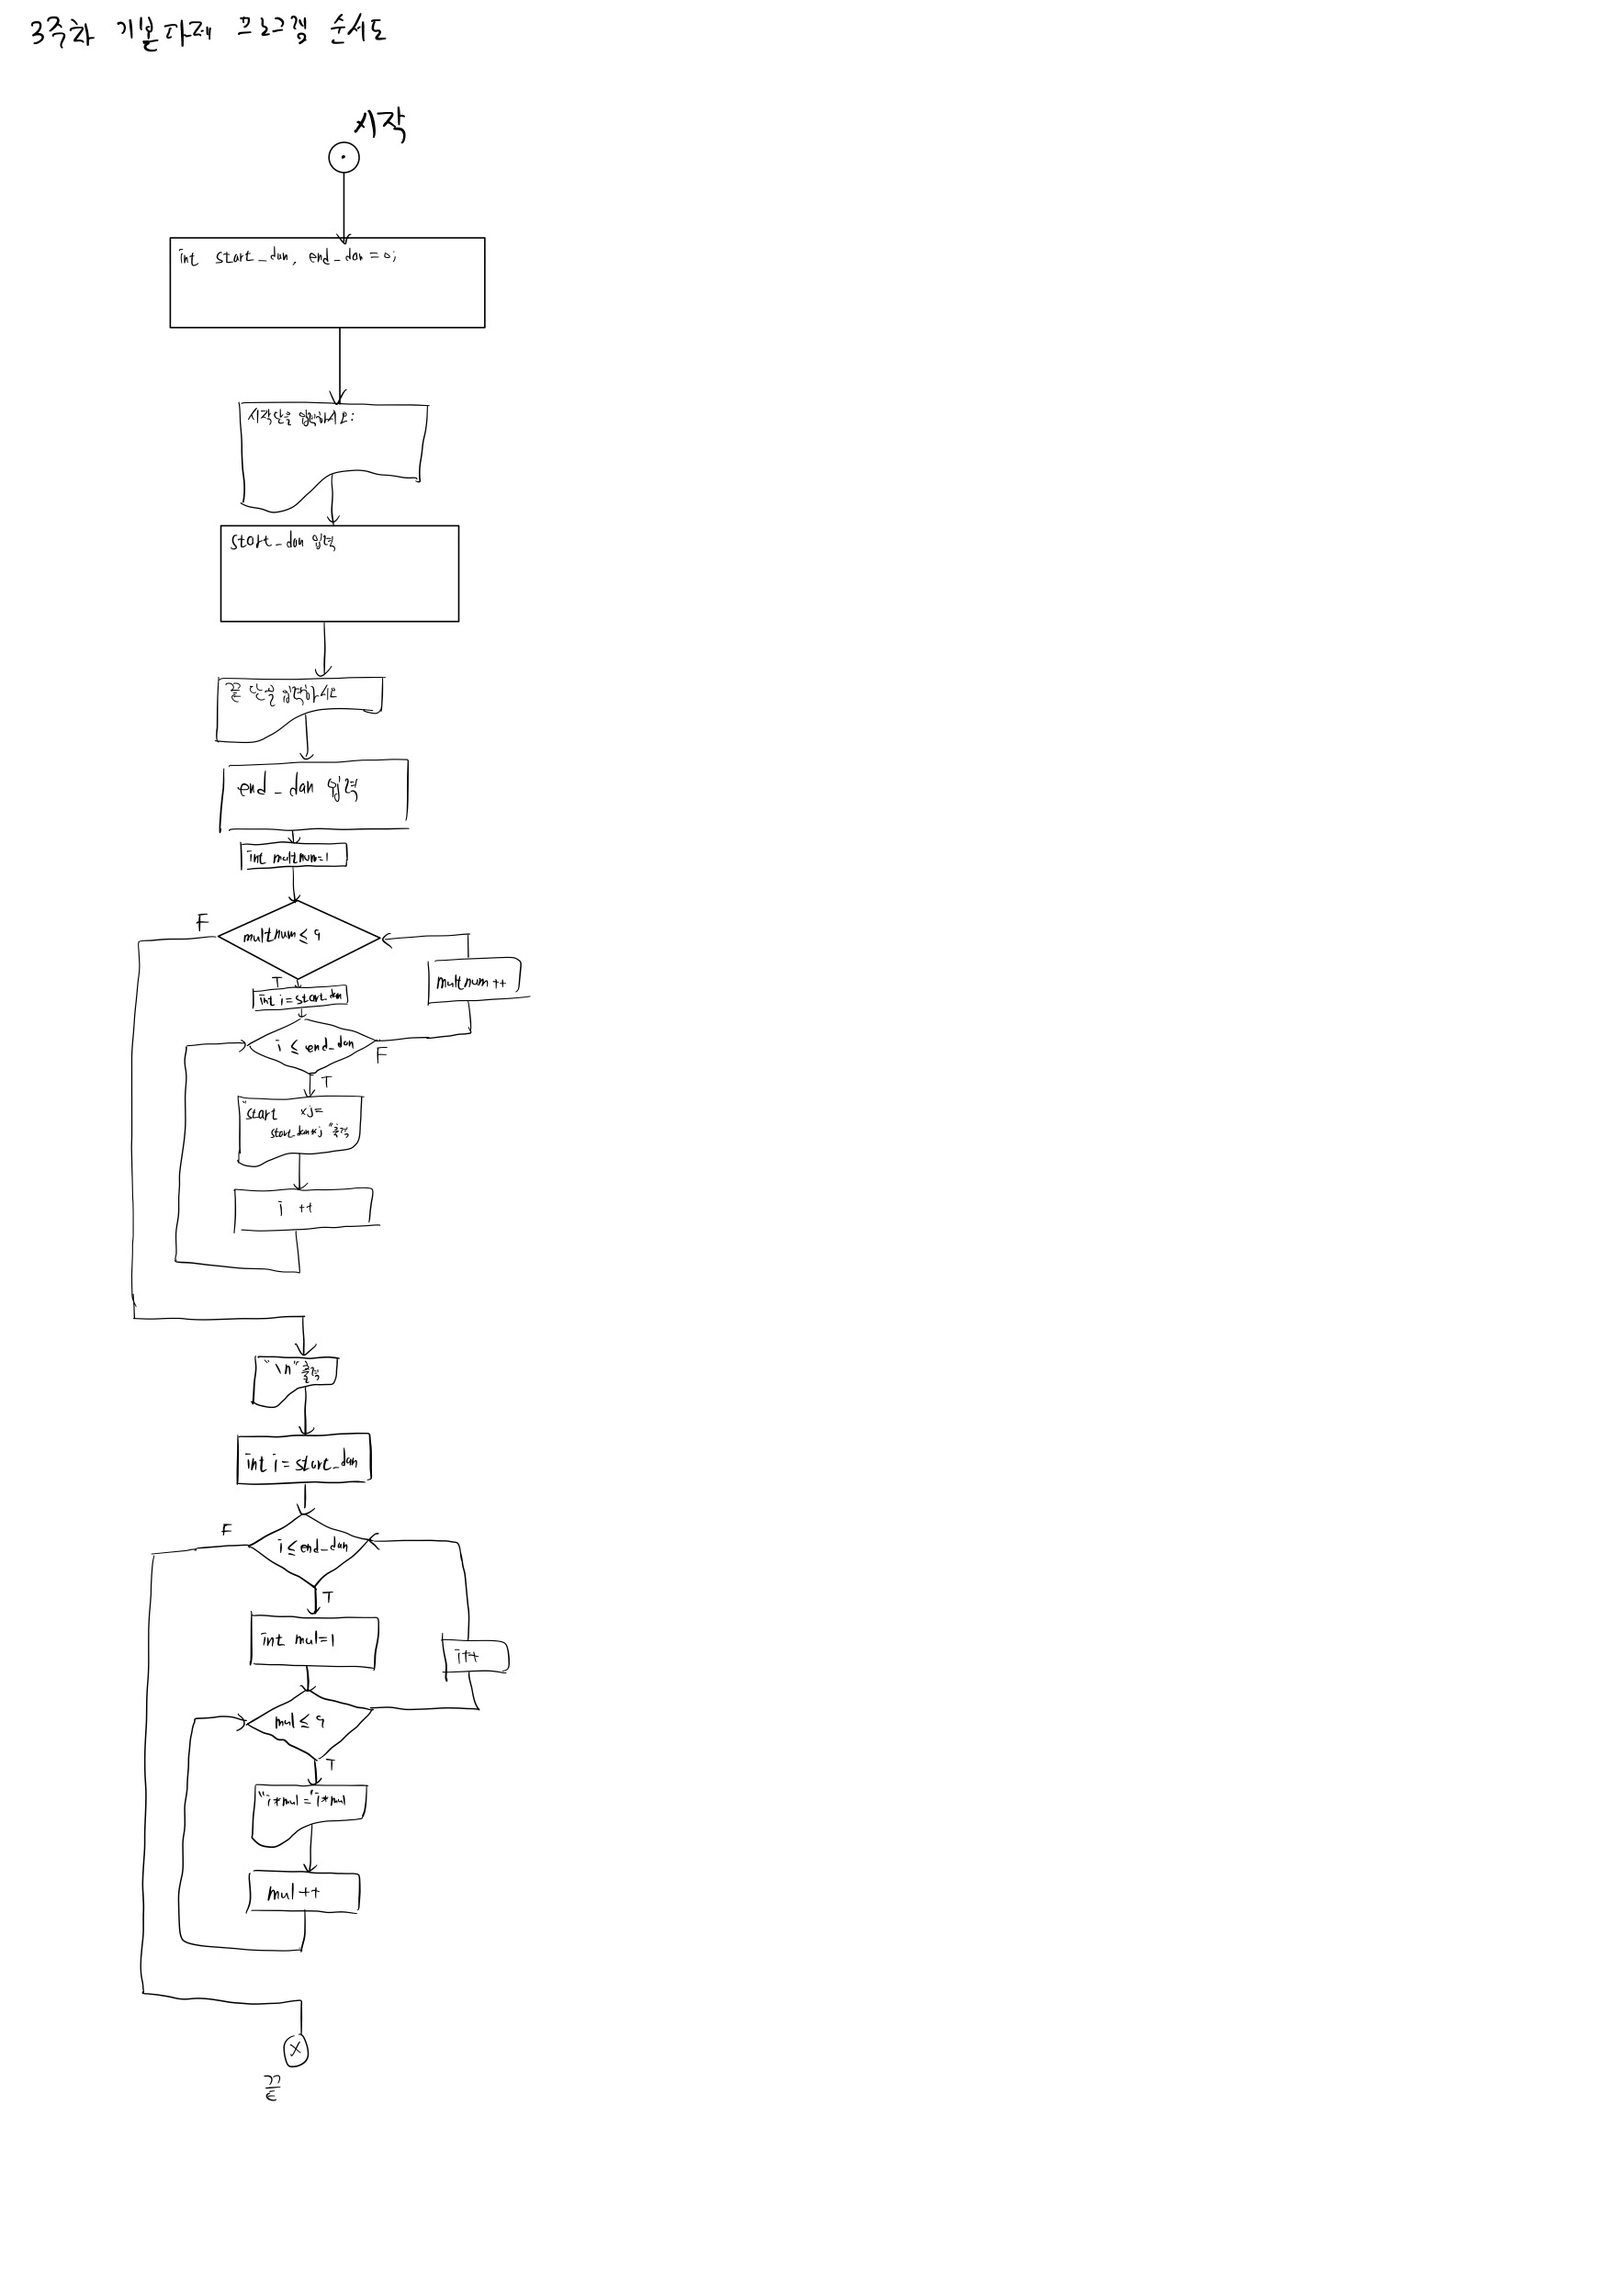 3주차 기본과제 프로그램 순서도
시작
int start_dan, end_dan = 0;
시작단을 입력하시오:
start_dan 입력
끝 단을 입력하시오
end_dan 입력
int multnum=1
F
multnum ≤ 9
T
multnum ++
int i = start_dan
i ≤ end_dan
F
T
"start ×j=
start_dan*j" 출력
i ++
"\n" 출력
int i = start_dan
F
i ≤ end_dan
T
int mul=1
i++
mul ≤ 9
T
"i*mul =" i*mul
mul ++
X
끝